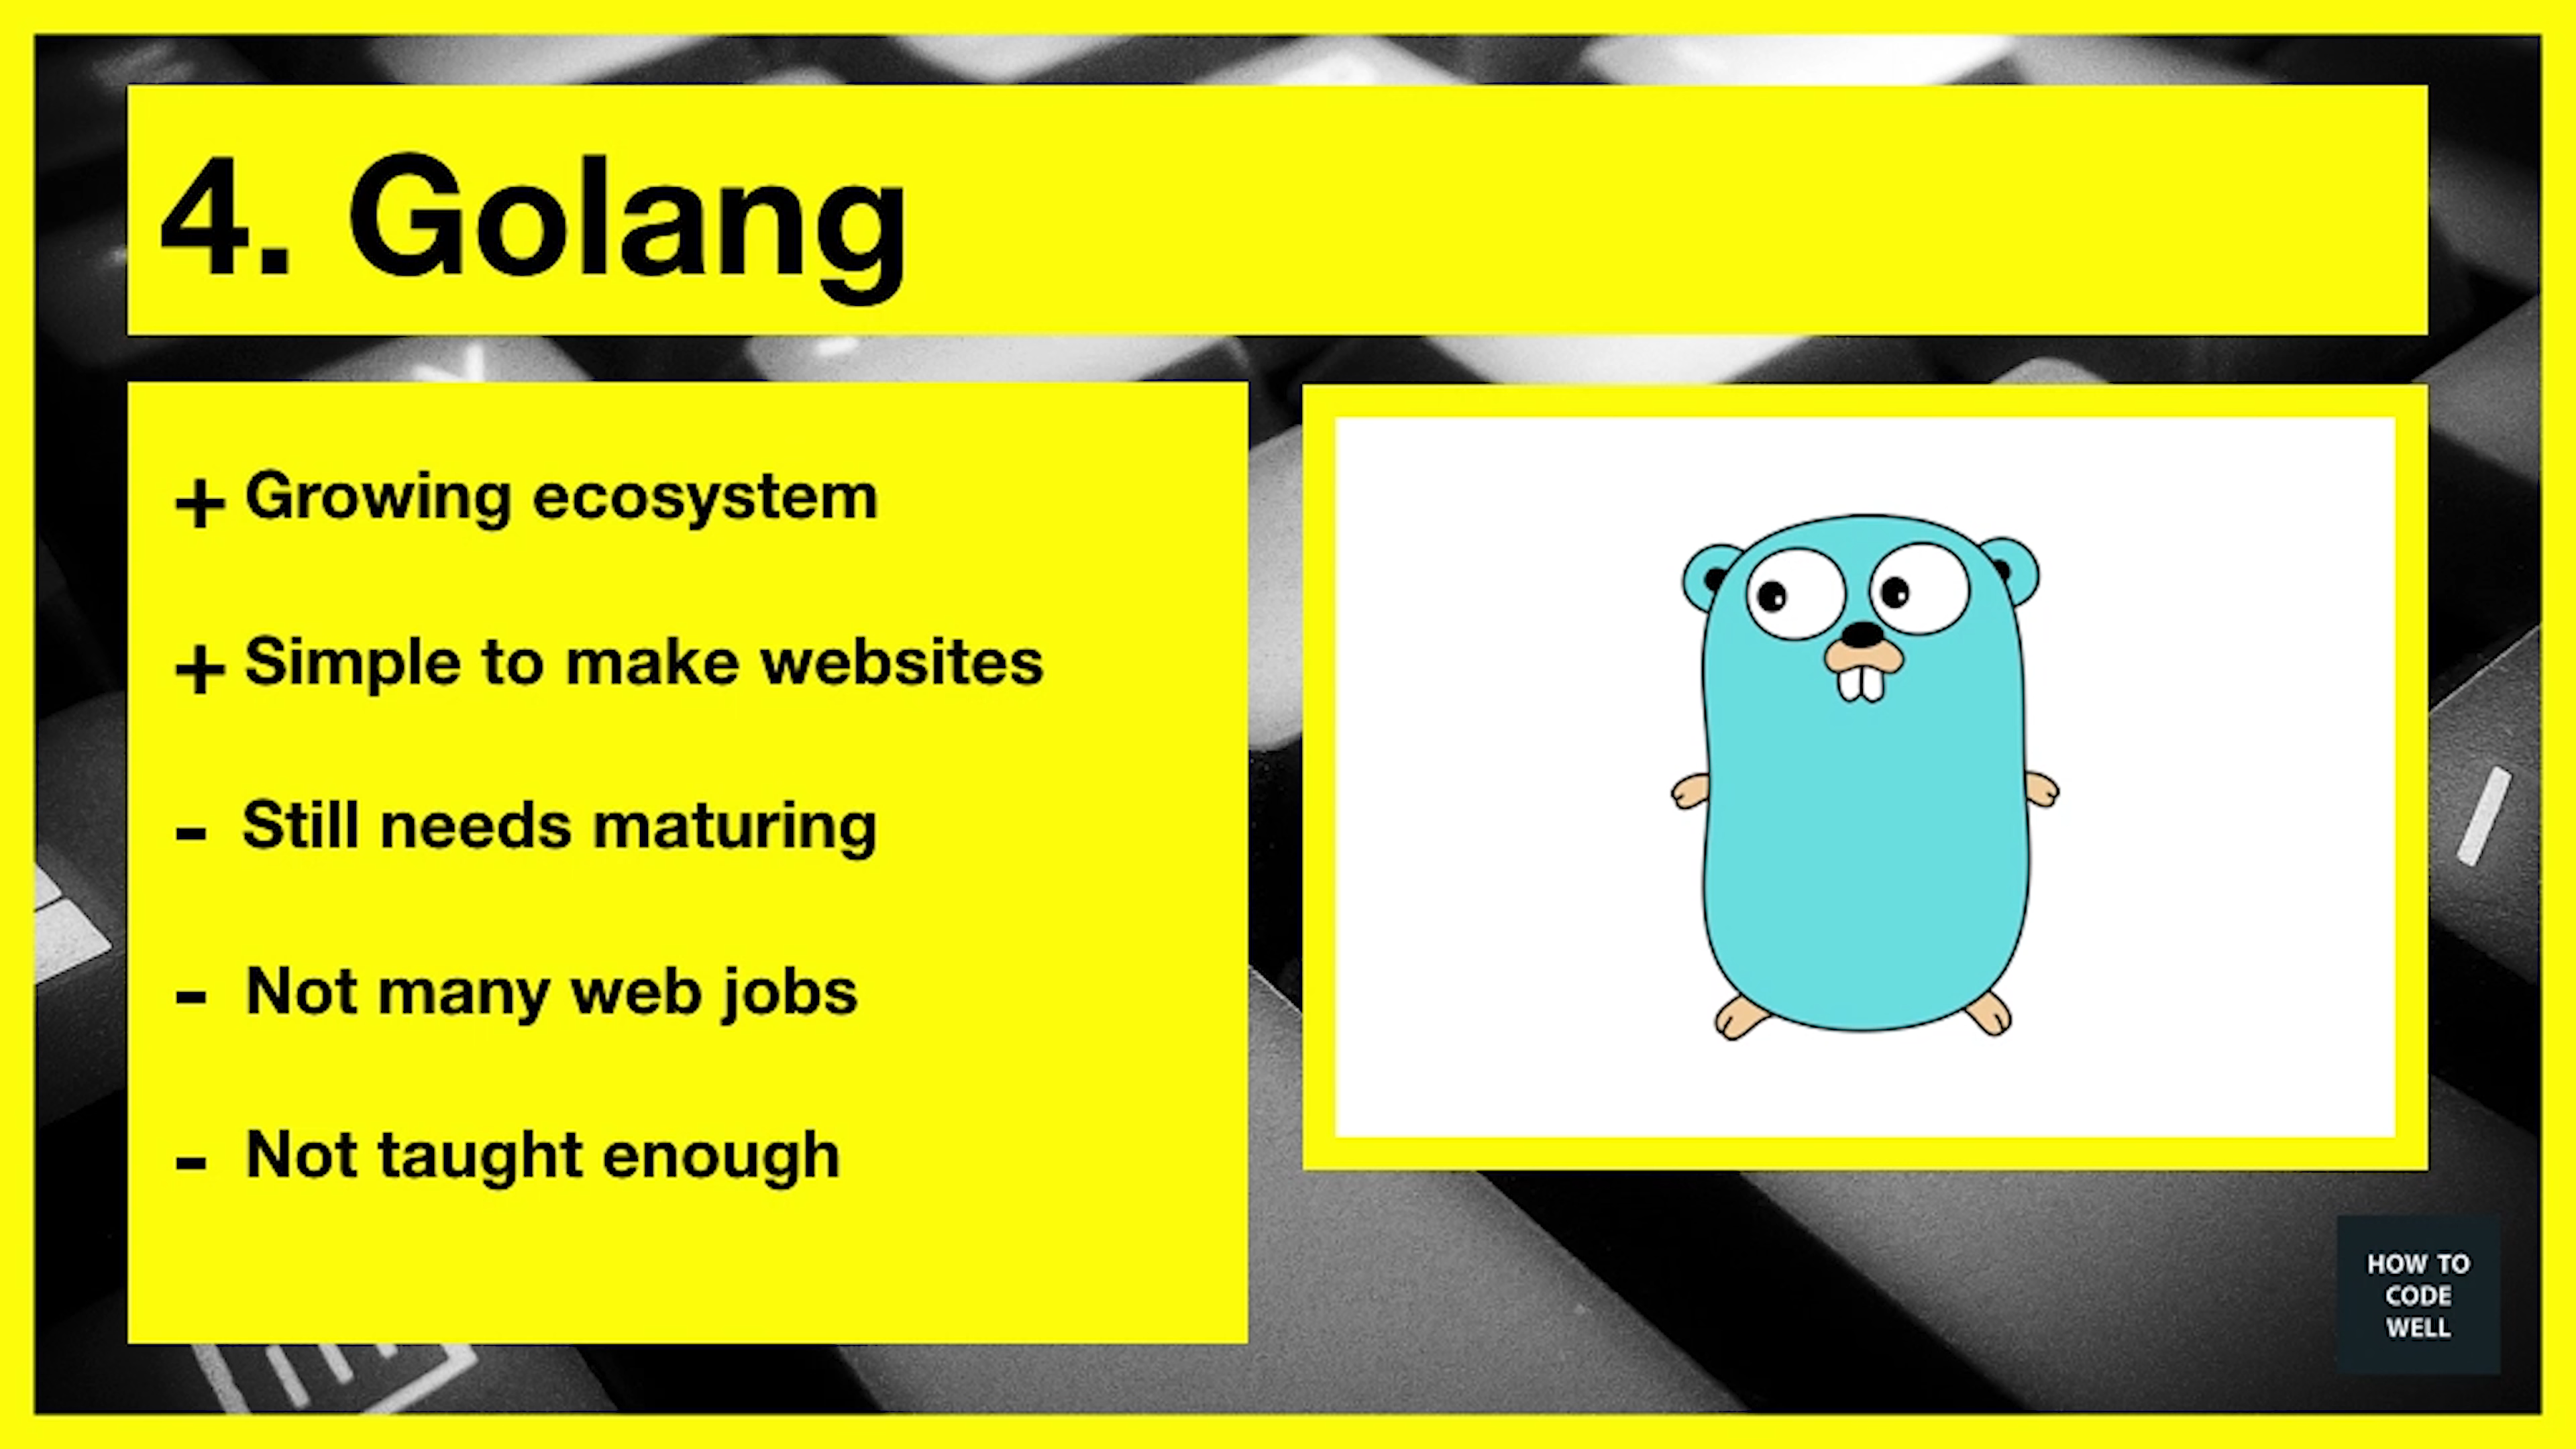 4. Golang
+ Growing ecosystem
+ Simple to make websites
- Still needs maturing
- Not many web jobs
- Not taught enough
HOW TO
CODE
WELL